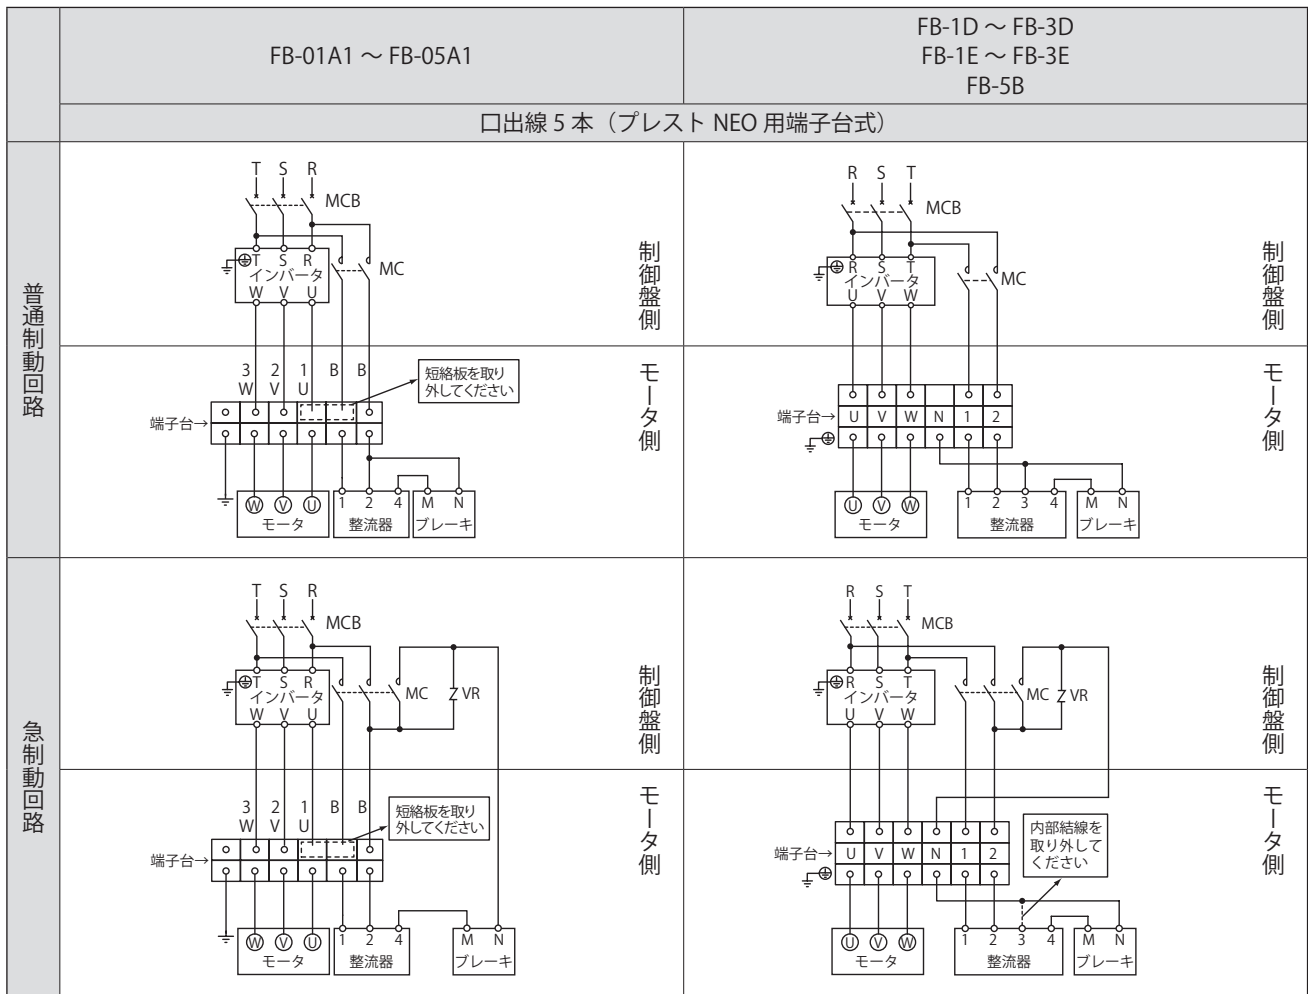 FB-01A1 ～ FB-05A1
FB-1D ～ FB-3D
FB-1E ～ FB-3E
FB-5B
口出線 5 本（プレスト NEO 用端子台式）
普通制動回路
T S R
MCB
T S R
インバータ
W V U
MC
制御盤側
3 2 1 B B
W V U
短絡板を取り
外してください
端子台→
モータ側
W V U
モータ
1 2 4
整流器
M N
ブレーキ
R S T
MCB
R S T
インバータ
U V W
MC
制御盤側
端子台→
U V W N 1 2
モータ側
U V W
モータ
1 2 3 4
整流器
M N
ブレーキ
急制動回路
T S R
MCB
T S R
インバータ
W V U
MC
VR
制御盤側
3 2 1 B B
W V U
短絡板を取り
外してください
端子台→
モータ側
W V U
モータ
1 2 4
整流器
M N
ブレーキ
R S T
MCB
R S T
インバータ
U V W
MC
VR
制御盤側
端子台→
U V W N 1 2
内部結線を
取り外して
ください
モータ側
U V W
モータ
1 2 3 4
整流器
M N
ブレーキ